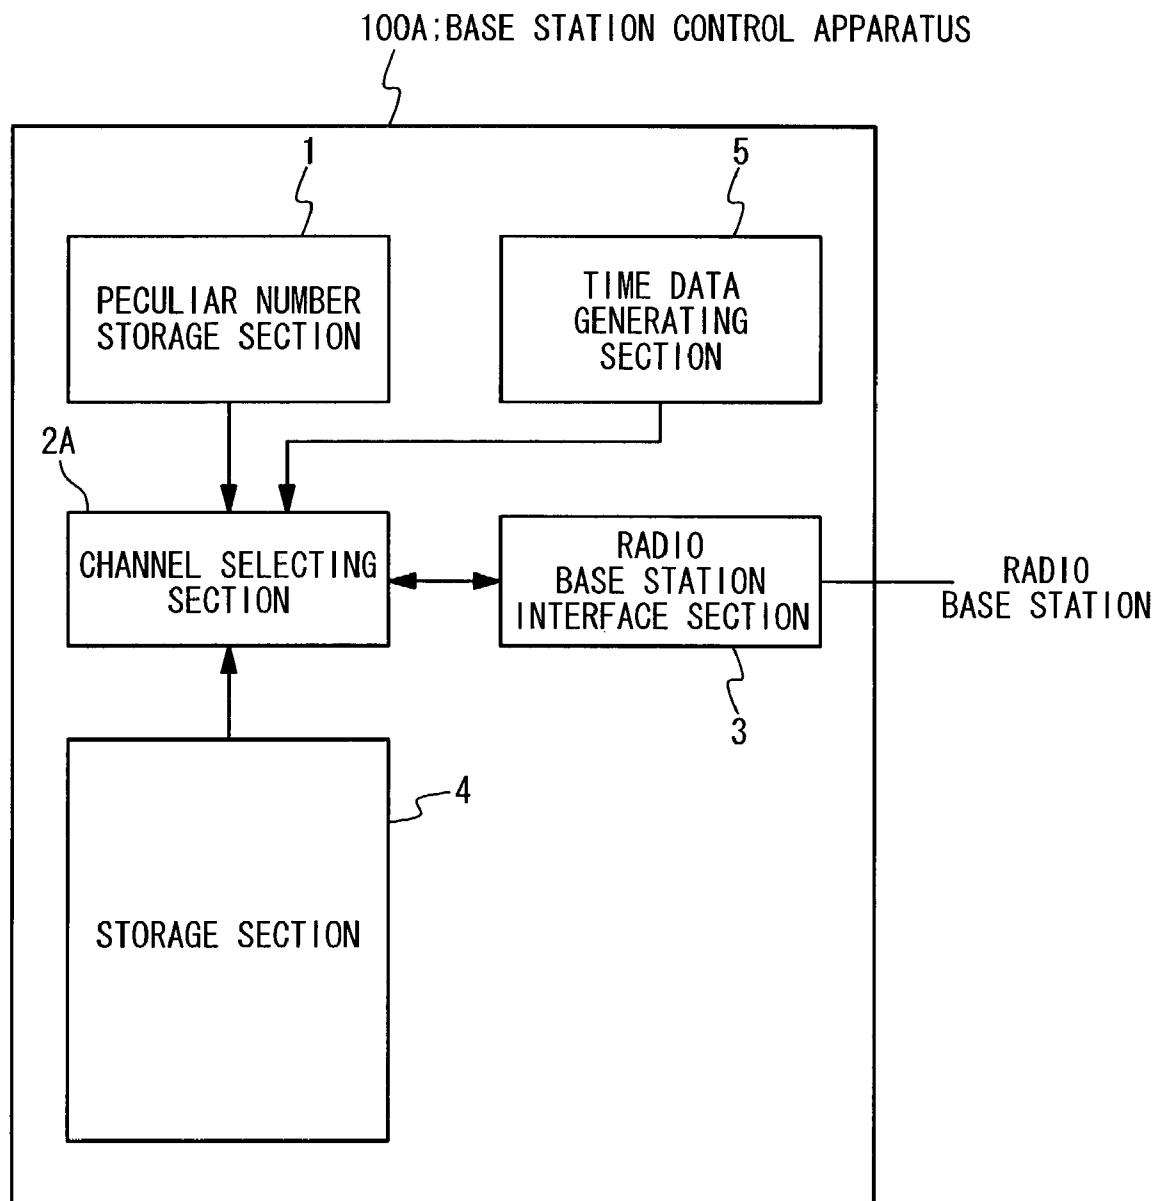 100A;BASE STATION CONTROL APPARATUS
1
5
PECULIAR NUMBER
STORAGE SECTION
TIME DATA
GENERATING
SECTION
2A
CHANNEL SELECTING
SECTION
RADIO
BASE STATION
INTERFACE SECTION
RADIO
BASE STATION
3
4
STORAGE SECTION